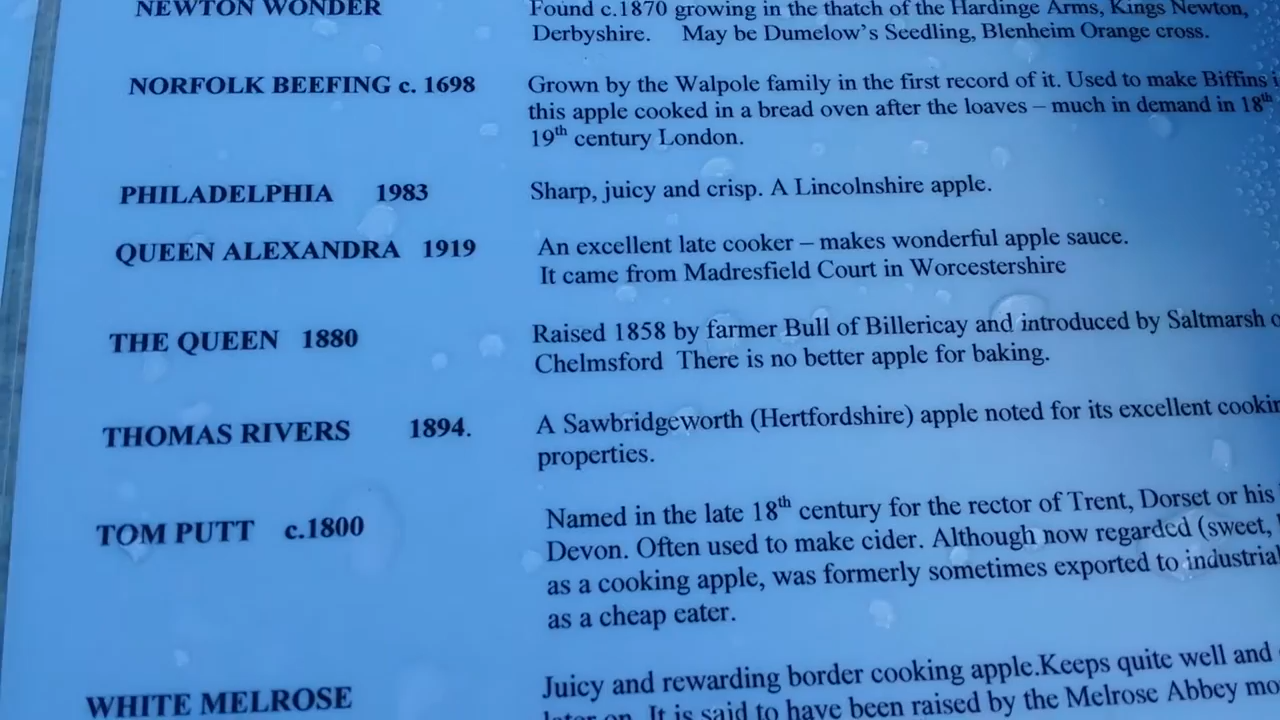 NEWTON WONDER Found c.1870 growing in the thatch of the Hardinge Arms, Kings Newton,
Derbyshire. May be Dumelow's Seedling, Blenheim Orange cross.
NORFOLK BEEFING c. 1698 Grown by the Walpole family in the first record of it. Used to make Biffins
this apple cooked in a bread oven after the loaves – much in demand in 18th
19th century London.
PHILADELPHIA 1983 Sharp, juicy and crisp. A Lincolnshire apple.
QUEEN ALEXANDRA 1919 An excellent late cooker – makes wonderful apple sauce.
It came from Madresfield Court in Worcestershire
THE QUEEN 1880 Raised 1858 by farmer Bull of Billericay and introduced by Saltmarsh
Chelmsford There is no better apple for baking.
THOMAS RIVERS 1894. A Sawbridgeworth (Hertfordshire) apple noted for its excellent
properties.
TOM PUTT c.1800 Named in the late 18th century for the rector of Trent, Dorset or his
Devon. Often used to make cider. Although now regarded (sweet,
as a cooking apple, was formerly sometimes exported to industrial
as a cheap eater.
WHITE MELROSE Juicy and rewarding border cooking apple.Keeps quite well and
later on. It is said to have been raised by the Melrose Abbey